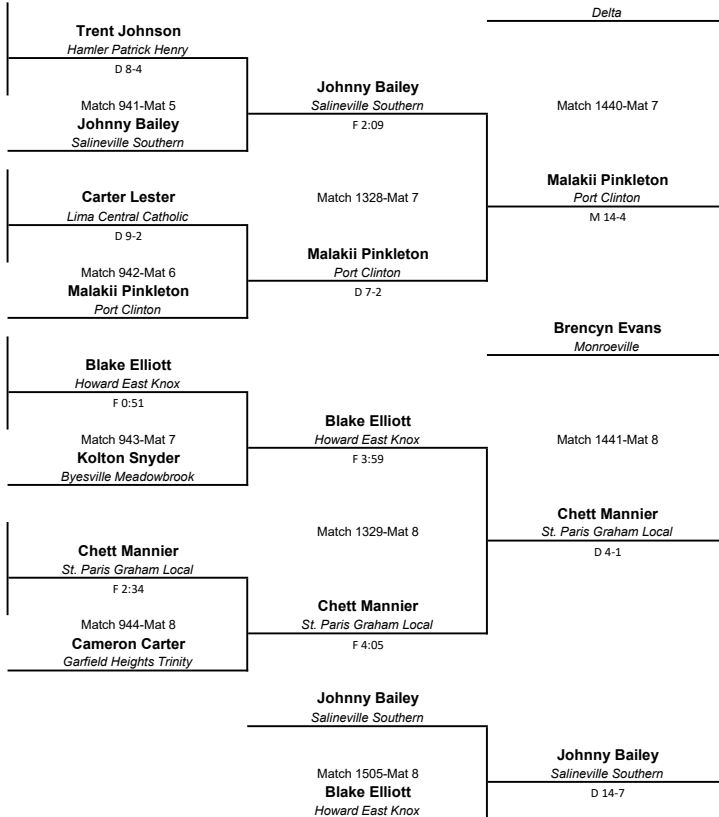 Delta
Trent Johnson
Hamler Patrick Henry
D 8-4
Match 941-Mat 5
Johnny Bailey
Salineville Southern
Johnny Bailey
Salineville Southern
F 2:09
Match 1440-Mat 7
Carter Lester
Lima Central Catholic
D 9-2
Match 942-Mat 6
Malakii Pinkleton
Port Clinton
Match 1328-Mat 7
Malakii Pinkleton
Port Clinton
D 7-2
Malakii Pinkleton
Port Clinton
M 14-4
Brencyn Evans
Monroeville
Blake Elliott
Howard East Knox
F 0:51
Match 943-Mat 7
Kolton Snyder
Byesville Meadowbrook
Blake Elliott
Howard East Knox
F 3:59
Match 1441-Mat 8
Chett Mannier
St. Paris Graham Local
F 2:34
Match 944-Mat 8
Cameron Carter
Garfield Heights Trinity
Match 1329-Mat 8
Chett Mannier
St. Paris Graham Local
F 4:05
Chett Mannier
St. Paris Graham Local
D 4-1
Johnny Bailey
Salineville Southern
Match 1505-Mat 8
Blake Elliott
Howard East Knox
Johnny Bailey
Salineville Southern
D 14-7